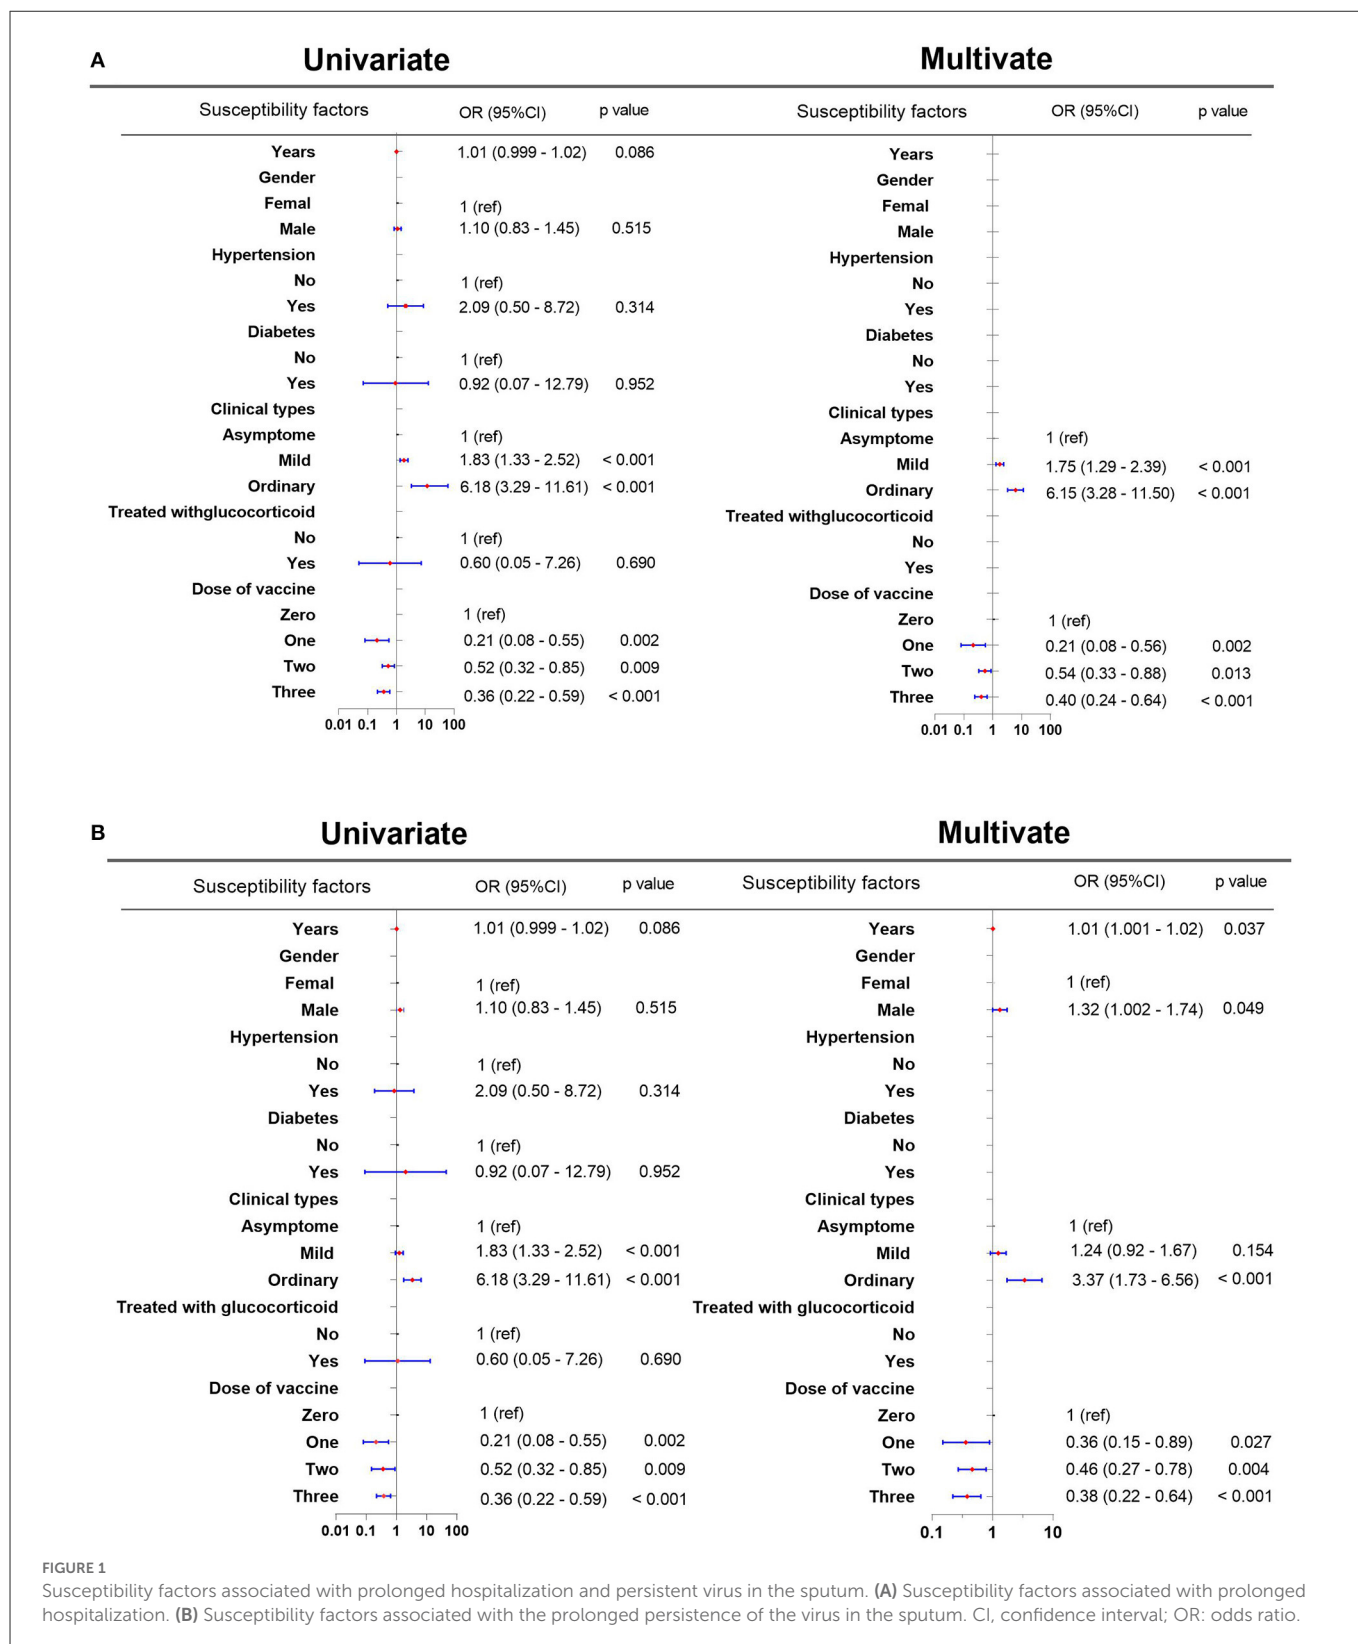 A
Univariate
Multivate
Susceptibility factors OR (95%CI) p value
Susceptibility factors OR (95%CI) p value
Years 1.01 (0.999 - 1.02) 0.086
Gender
Femal 1 (ref)
Male 1.10 (0.83 - 1.45) 0.515
Hypertension
No 1 (ref)
Yes 2.09 (0.50 - 8.72) 0.314
Diabetes
No 1 (ref)
Yes 0.92 (0.07 - 12.79) 0.952
Clinical types
Asymptome 1 (ref)
Mild 1.83 (1.33 - 2.52) < 0.001
Ordinary 6.18 (3.29 - 11.61) < 0.001
Treated withglucocorticoid
No 1 (ref)
Yes 0.60 (0.05 - 7.26) 0.690
Dose of vaccine
Zero 1 (ref)
One 0.21 (0.08 - 0.55) 0.002
Two 0.52 (0.32 - 0.85) 0.009
Three 0.36 (0.22 - 0.59) < 0.001
0.01 0.1 1 10 100
Years
Gender
Femal
Male
Hypertension
No
Yes
Diabetes
No
Yes
Clinical types
Asymptome 1 (ref)
Mild 1.75 (1.29 - 2.39) < 0.001
Ordinary 6.15 (3.28 - 11.50) < 0.001
Treated withglucocorticoid
No
Yes
Dose of vaccine
Zero 1 (ref)
One 0.21 (0.08 - 0.56) 0.002
Two 0.54 (0.33 - 0.88) 0.013
Three 0.40 (0.24 - 0.64) < 0.001
0.01 0.1 1 10 100
B
Univariate
Multivate
Susceptibility factors OR (95%CI) p value
Susceptibility factors OR (95%CI) p value
Years 1.01 (0.999 - 1.02) 0.086
Gender
Femal 1 (ref)
Male 1.10 (0.83 - 1.45) 0.515
Hypertension
No 1 (ref)
Yes 2.09 (0.50 - 8.72) 0.314
Diabetes
No 1 (ref)
Yes 0.92 (0.07 - 12.79) 0.952
Clinical types
Asymptome 1 (ref)
Mild 1.83 (1.33 - 2.52) < 0.001
Ordinary 6.18 (3.29 - 11.61) < 0.001
Treated with glucocorticoid
No 1 (ref)
Yes 0.60 (0.05 - 7.26) 0.690
Dose of vaccine
Zero 1 (ref)
One 0.21 (0.08 - 0.55) 0.002
Two 0.52 (0.32 - 0.85) 0.009
Three 0.36 (0.22 - 0.59) < 0.001
0.01 0.1 1 10 100
Years 1.01 (1.001 - 1.02) 0.037
Gender
Femal 1 (ref)
Male 1.32 (1.002 - 1.74) 0.049
Hypertension
No
Yes
Diabetes
No
Yes
Clinical types
Asymptome 1 (ref)
Mild 1.24 (0.92 - 1.67) 0.154
Ordinary 3.37 (1.73 - 6.56) < 0.001
Treated with glucocorticoid
No
Yes
Dose of vaccine
Zero 1 (ref)
One 0.36 (0.15 - 0.89) 0.027
Two 0.46 (0.27 - 0.78) 0.004
Three 0.38 (0.22 - 0.64) < 0.001
0.1 1 10
FIGURE 1
Susceptibility factors associated with prolonged hospitalization and persistent virus in the sputum. (A) Susceptibility factors associated with prolonged
hospitalization. (B) Susceptibility factors associated with the prolonged persistence of the virus in the sputum. CI, confidence interval; OR: odds ratio.